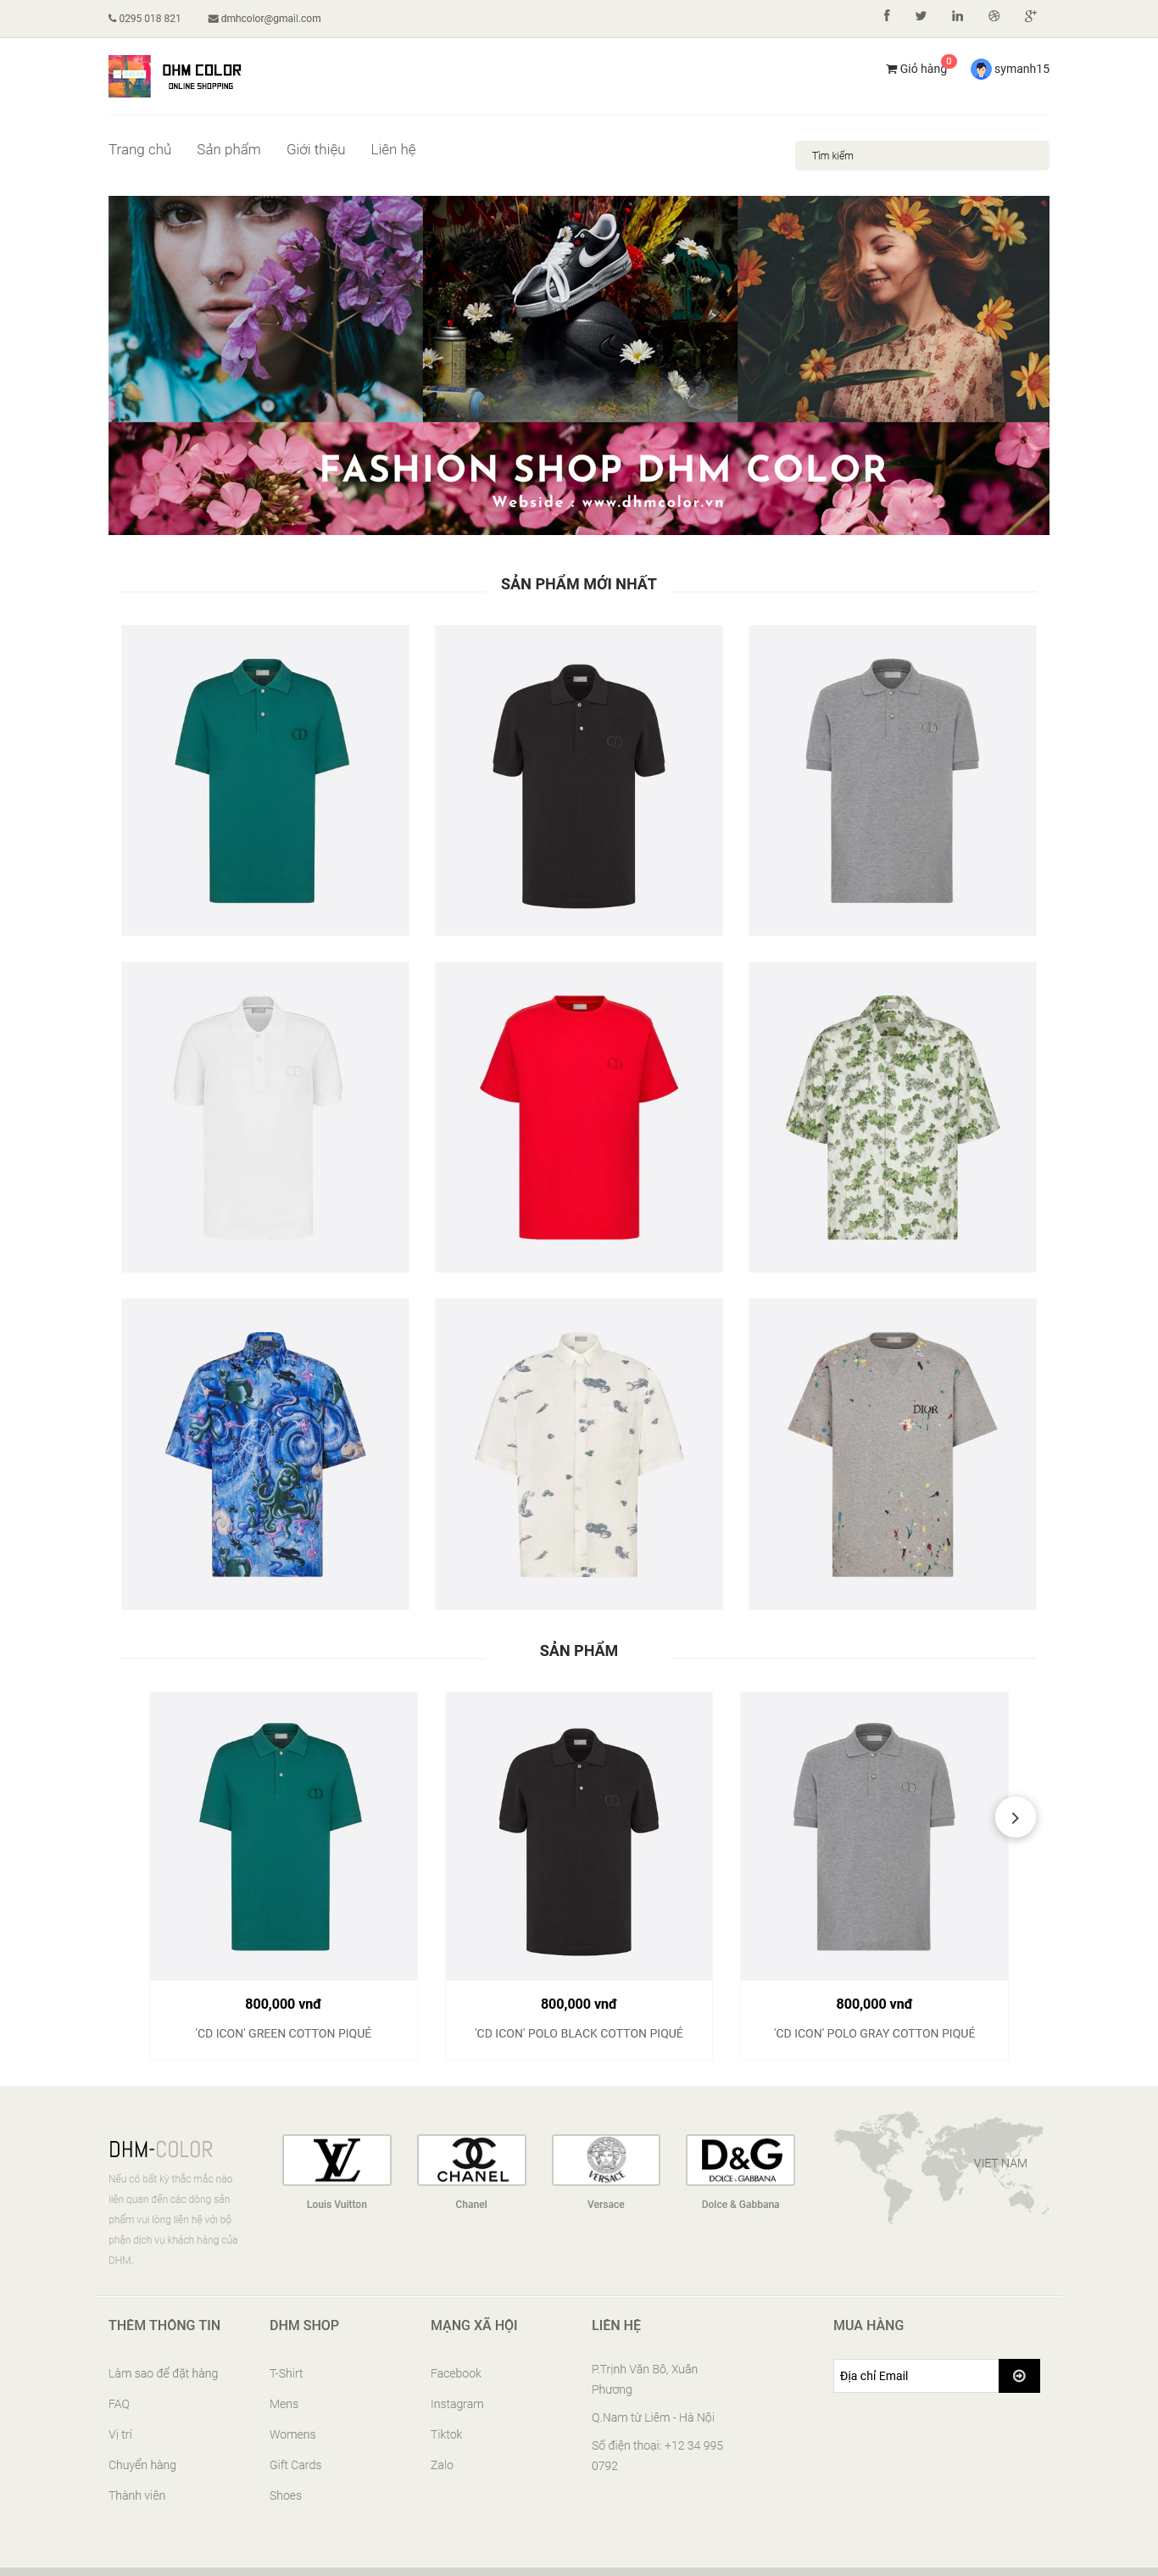 0295 018 821
dmhcolor@gmail.com
DHM COLOR
ONLINE SHOPPING
Giỏ hàng
0
symanh15
Trang chủ
Sản phẩm
Giới thiệu
Liên hệ
Tìm kiếm
FASHION SHOP DHM COLOR
Webside : www.dhmcolor.vn
SẢN PHẨM MỚI NHẤT
DIOR
SẢN PHẨM
800,000 vnđ
'CD ICON' GREEN COTTON PIQUÉ
800,000 vnđ
'CD ICON' POLO BLACK COTTON PIQUÉ
800,000 vnđ
'CD ICON' POLO GRAY COTTON PIQUÉ
DHM-COLOR
Nếu có bất kỳ thắc mắc nào
liên quan đến các dòng sản
phẩm vui lòng liên hệ với bộ
phận dịch vụ khách hàng của
DHM.
LV
Louis Vuitton
CHANEL
Chanel
VERSACE
Versace
D&G
DOLCE & GABBANA
Dolce & Gabbana
VIET NAM
THÊM THÔNG TIN
Làm sao để đặt hàng
FAQ
Vị trí
Chuyển hàng
Thành viên
DHM SHOP
T-Shirt
Mens
Womens
Gift Cards
Shoes
MẠNG XÃ HỘI
Facebook
Instagram
Tiktok
Zalo
LIÊN HỆ
P.Trịnh Văn Bô, Xuân
Phương
Q.Nam từ Liêm - Hà Nội
Số điện thoại: +12 34 995
0792
MUA HÀNG
Địa chỉ Email